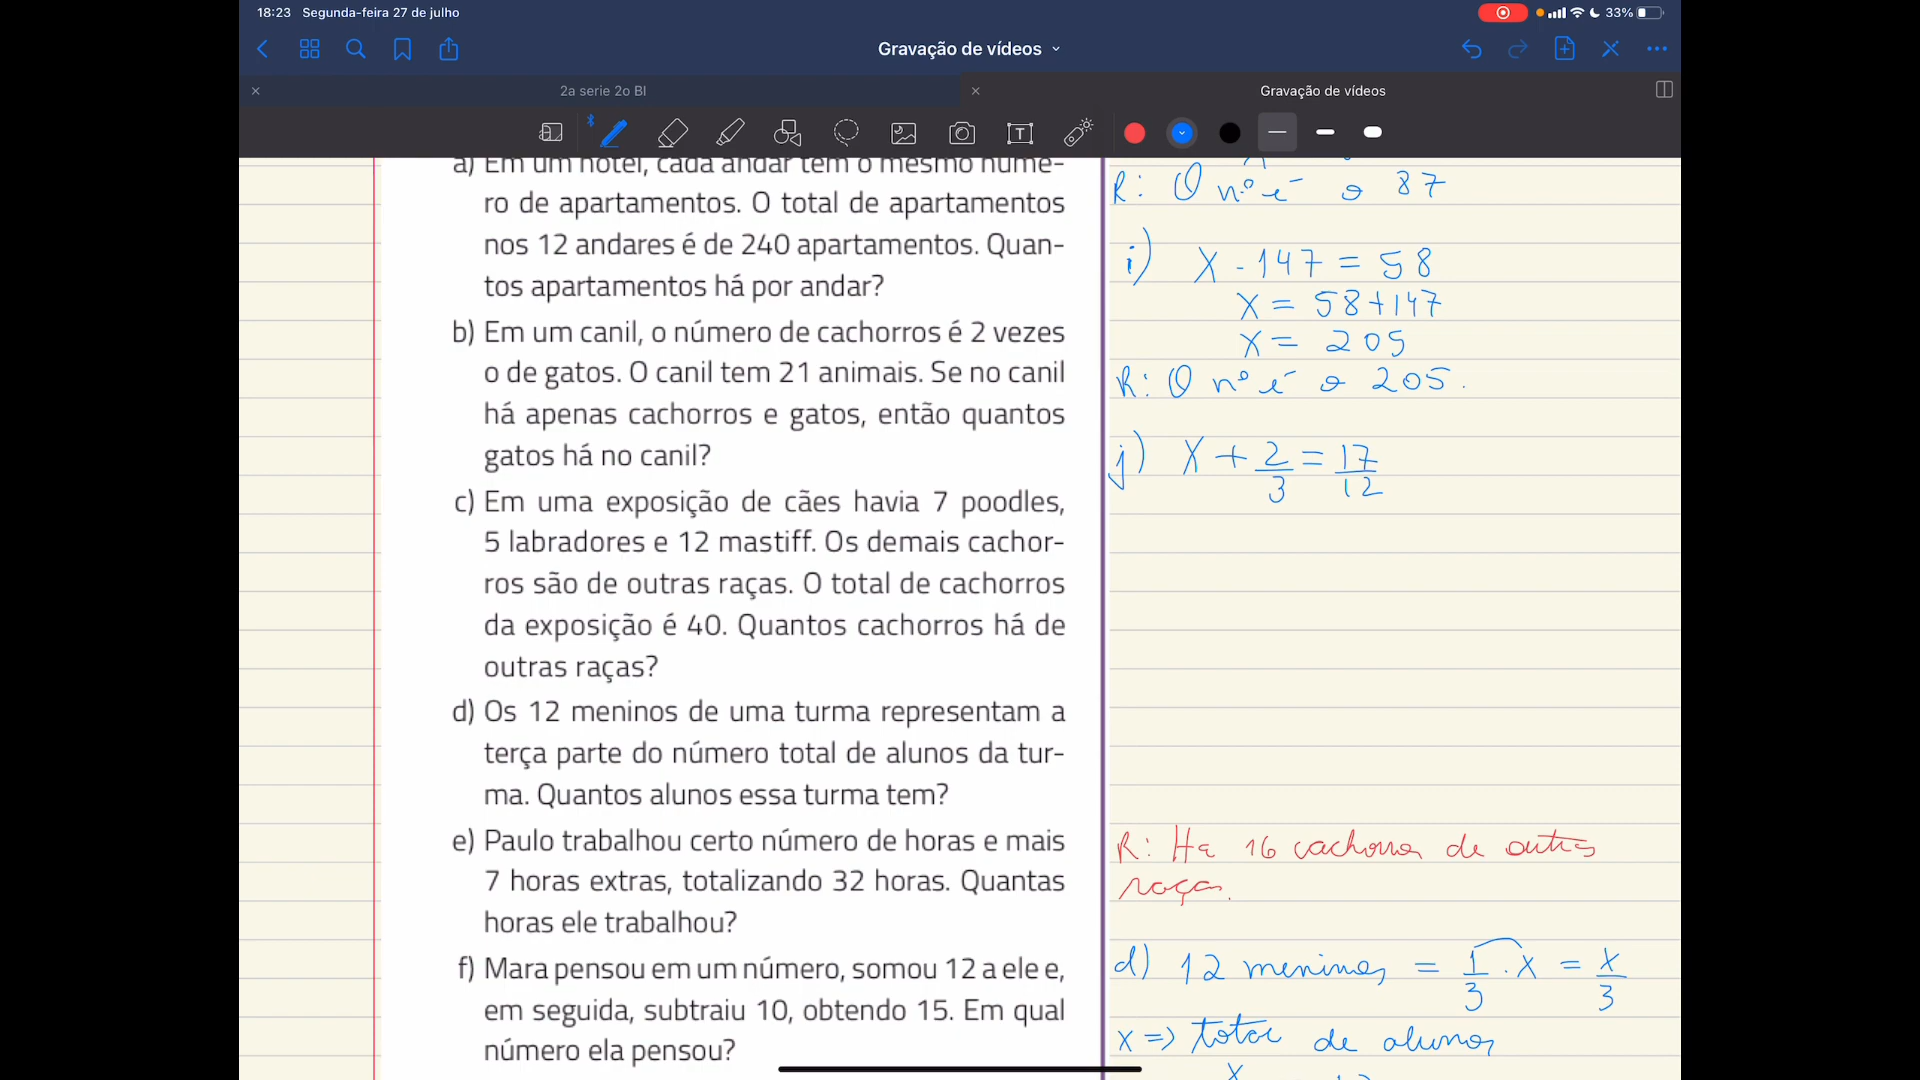 18:23 Segunda-feira 27 de julho
33%
Gravação de vídeos
2a serie 2o BI
Gravação de vídeos
a) Em um hotel, cada andar tem o mesmo núme-
ro de apartamentos. O total de apartamentos
nos 12 andares é de 240 apartamentos. Quan-
tos apartamentos há por andar?
b) Em um canil, o número de cachorros é 2 vezes
o de gatos. O canil tem 21 animais. Se no canil
há apenas cachorros e gatos, então quantos
gatos há no canil?
c) Em uma exposição de cães havia 7 poodles,
5 labradores e 12 mastiff. Os demais cachor-
ros são de outras raças. O total de cachorros
da exposição é 40. Quantos cachorros há de
outras raças?
d) Os 12 meninos de uma turma representam a
terça parte do número total de alunos da tur-
ma. Quantos alunos essa turma tem?
e) Paulo trabalhou certo número de horas e mais
7 horas extras, totalizando 32 horas. Quantas
horas ele trabalhou?
f) Mara pensou em um número, somou 12 a ele e,
em seguida, subtraiu 10, obtendo 15. Em qual
número ela pensou?
R: O nº é o 87
i) X - 147 = 58
X = 58+147
X = 205
R: O nº é o 205.
j) X + 2/3 = 17/12
R: Há 16 cachorros de outras
raças.
d) 12 meninos = 1/3 . x = x/3
x => total de alunos